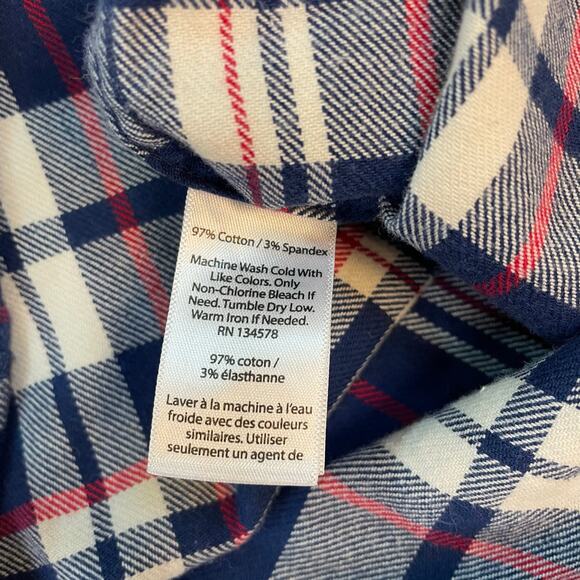 97% Cotton / 3% Spandex
Machine Wash Cold With
Like Colors. Only
Non-Chlorine Bleach If
Need. Tumble Dry Low.
Warm Iron If Needed.
RN 134578
97% coton /
3% élasthanne
Laver à la machine à l'eau
froide avec des couleurs
similaires. Utiliser
seulement un agent de